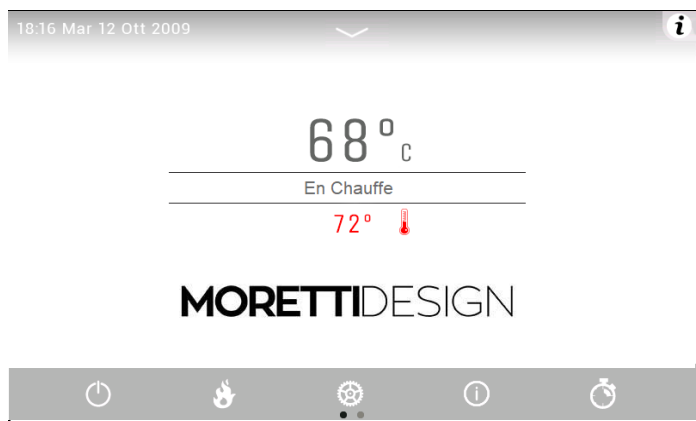 18:16 Mar 12 Ott 2009
i
68° C
En Chauffe
72°
MORETTIDESIGN
i